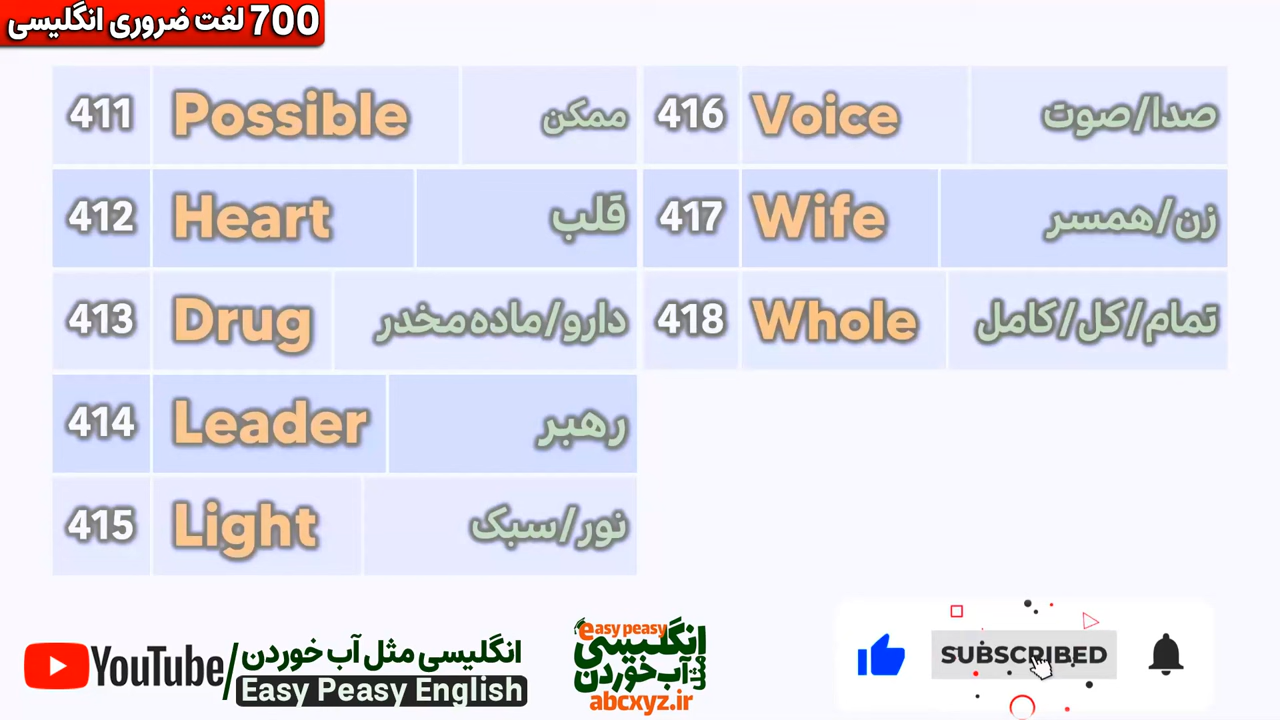 700 لغت ضروری انگلیسی
411 Possible ممکن
412 Heart قلب
413 Drug دارو/ماده مخدر
414 Leader رهبر
415 Light نور/سبک
416 Voice صدا/صوت
417 Wife زن/همسر
418 Whole تمام/کل/کامل
YouTube/انگلیسی مثل آب خوردن
Easy Peasy English
easy peasy
انگلیسی
مثل آب خوردن
abcxyz.ir
SUBSCRIBED